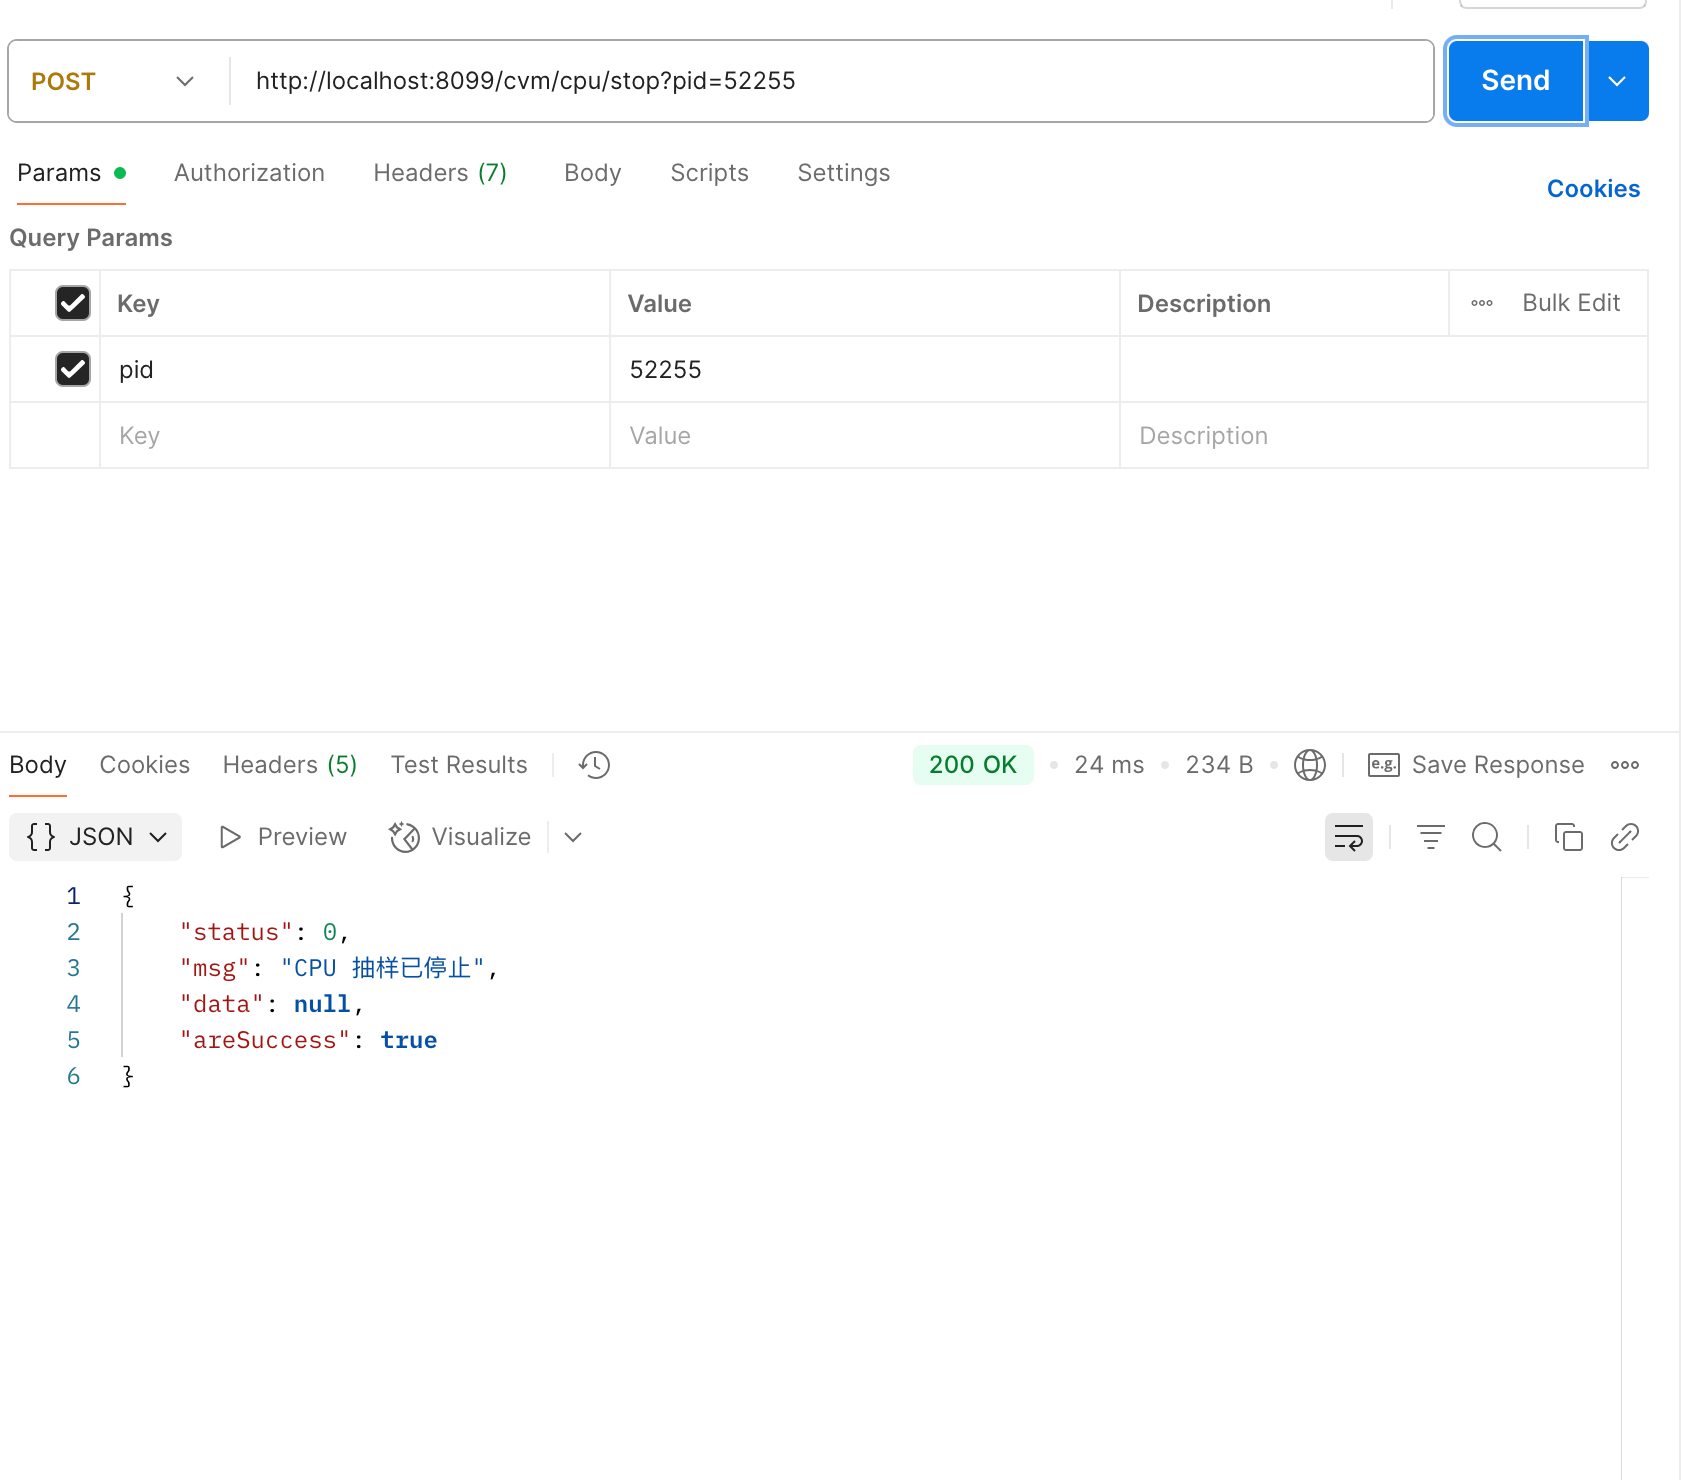 POST http://localhost:8099/cvm/cpu/stop?pid=52255 Send
Params Authorization Headers (7) Body Scripts Settings Cookies
Query Params
Key Value Description Bulk Edit
pid 52255
Key Value Description
Body Cookies Headers (5) Test Results 200 OK 24 ms 234 B e.g. Save Response
{} JSON Preview Visualize
1 {
2 "status": 0,
3 "msg": "CPU 抽样已停止",
4 "data": null,
5 "areSuccess": true
6 }